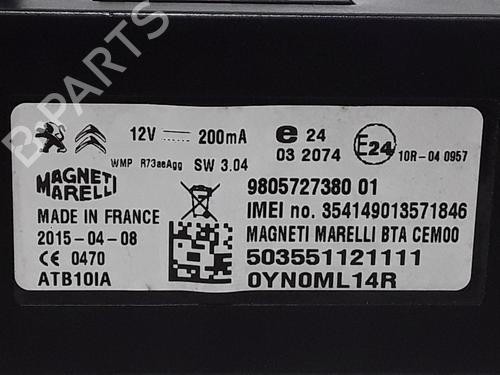 B-PARTS
12V 200mA
e 24
03 2074
E24
10R-04 0957
WMP R73aeAgg SW 3.04
MAGNETI
MARELLI
9805727380 01
IMEI no. 354149013571846
MADE IN FRANCE
MAGNETI MARELLI BTA CEM00
2015-04-08
503551121111
CE 0470
ATB10IA
0YN0ML14R